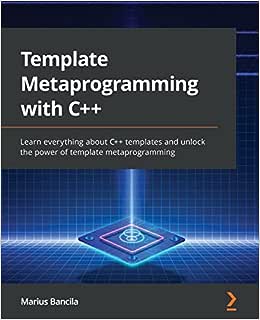 Template
Metaprogramming
with C++
Learn everything about C++ templates and unlock
the power of template metaprogramming
Marius Bancila